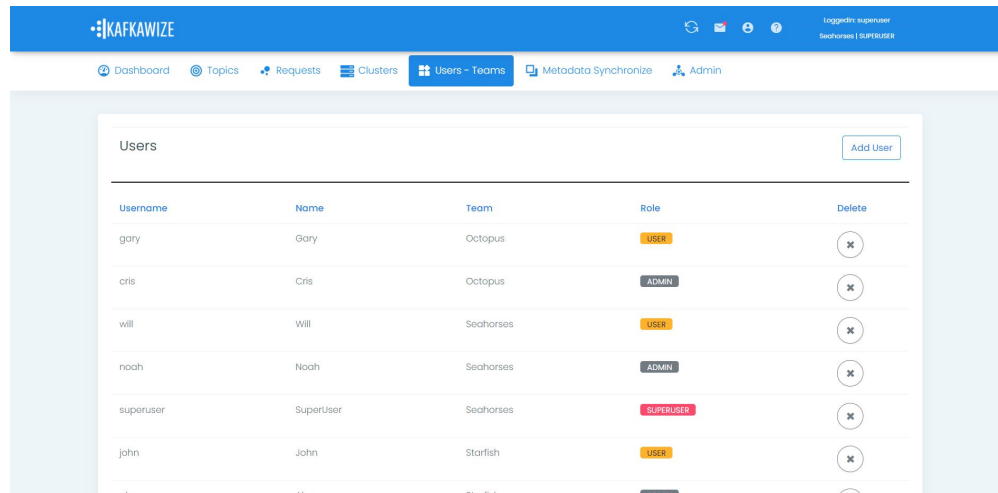 KAFKAWIZE
Loggedin: superuser
Seahorses | SUPERUSER
Dashboard Topics Requests Clusters Users - Teams Metadata Synchronize Admin
Users
Add User
Username Name Team Role Delete
gary Gary Octopus USER
cris Cris Octopus ADMIN
will Will Seahorses USER
noah Noah Seahorses ADMIN
superuser SuperUser Seahorses SUPERUSER
john John Starfish USER